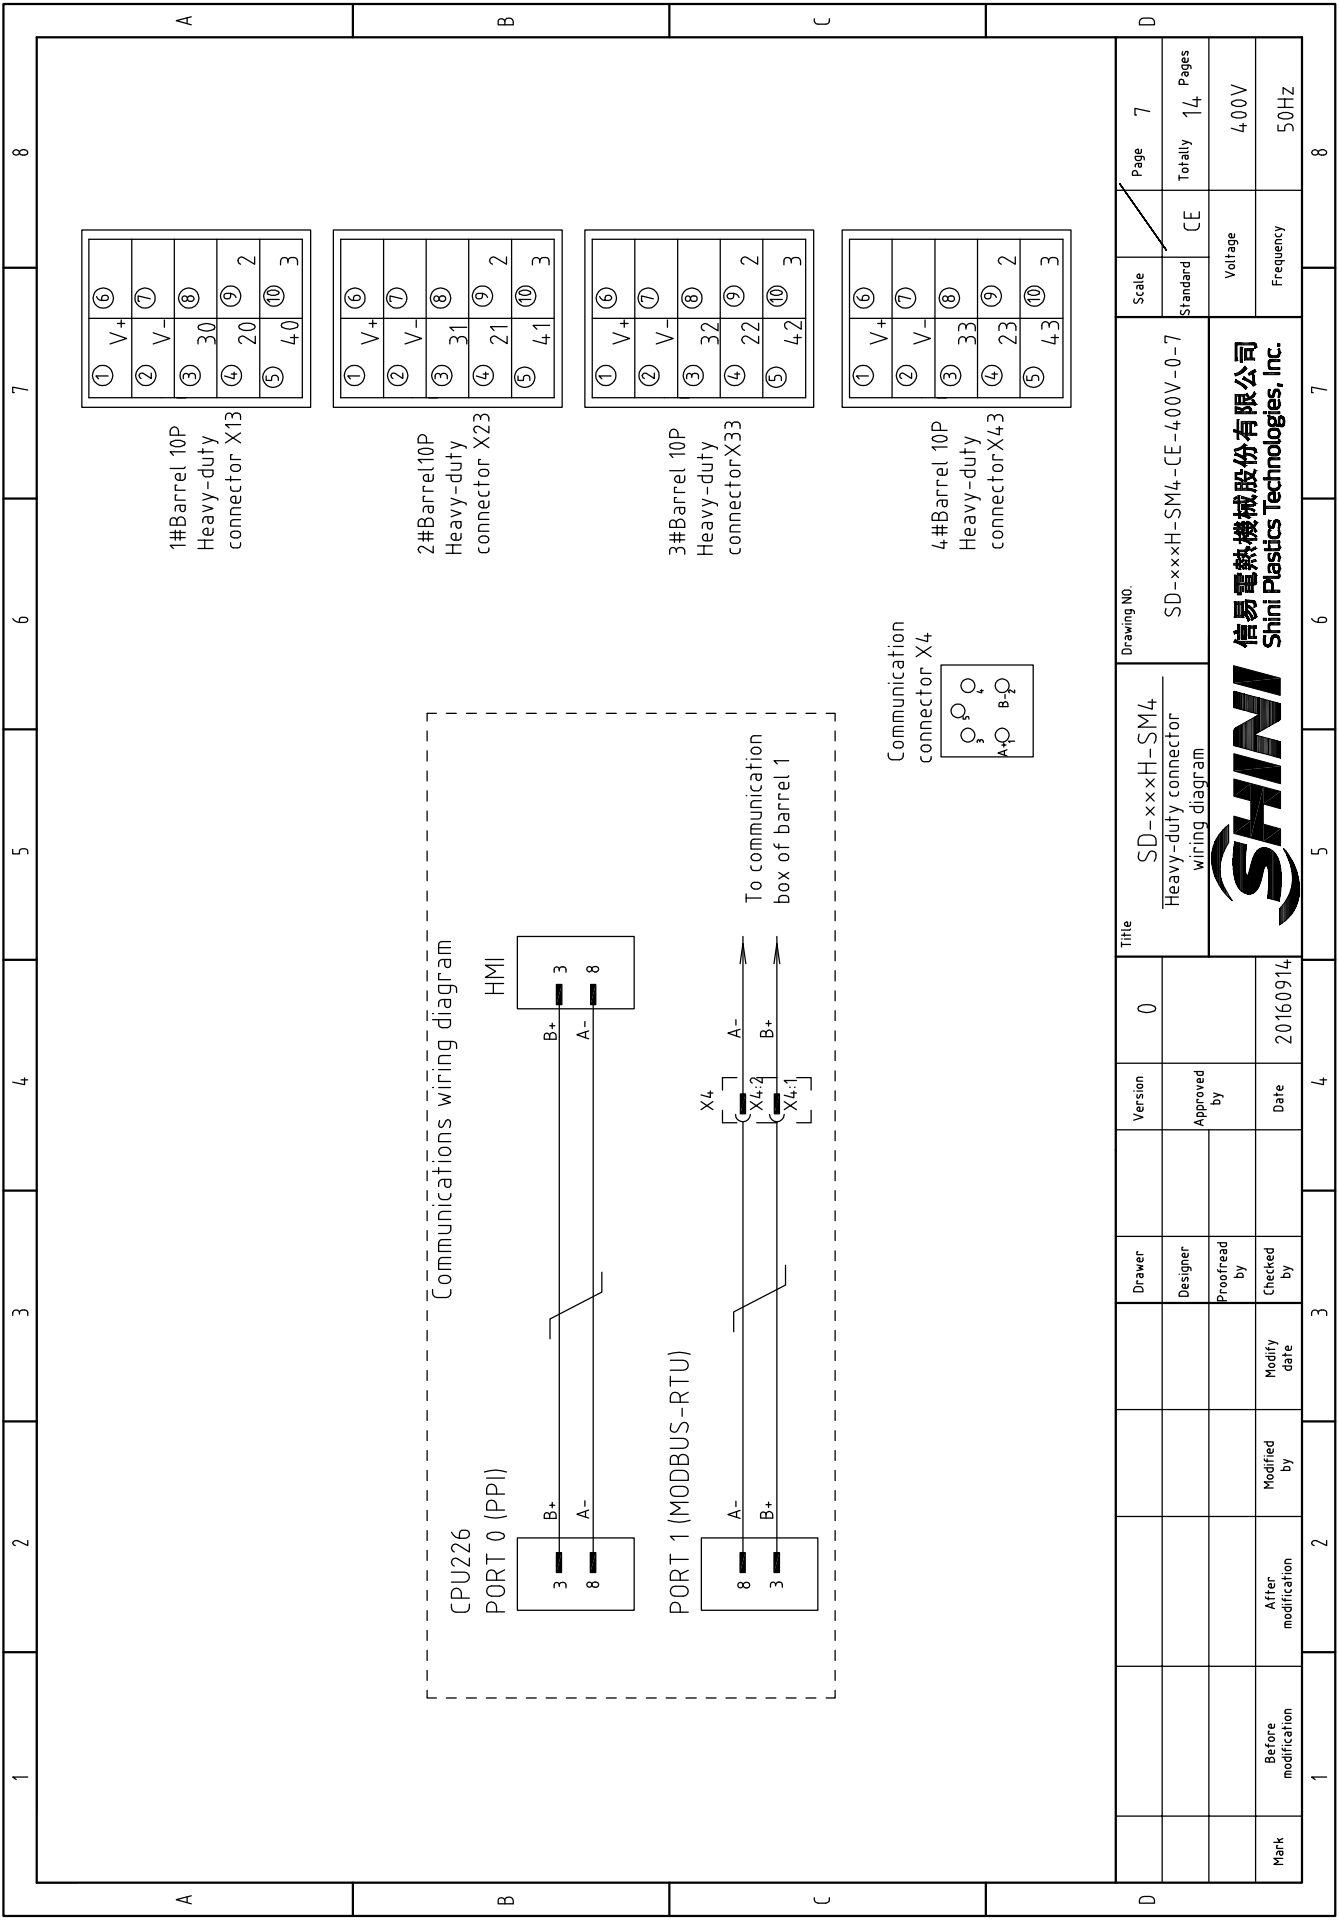 1 2 3 4 5 6 7 8
A
B
C
D
Communications wiring diagram
CPU226
PORT 0 (PPI)
HMI
3 B+ B+ 3
8 A- A- 8
PORT 1 (MODBUS-RTU)
X4
8 A- A-
X4:2
3 B+ B+
X4:1
To communication
box of barrel 1
Communication
connector X4
3 4
5
A+ B-
1 2
1#Barrel 10P
Heavy-duty
connector X13
① V+ ⑥
② V- ⑦
③ 30 ⑧
④ 20 ⑨ 2
⑤ 40 ⑩ 3
2#Barrel10P
Heavy-duty
connector X23
① V+ ⑥
② V- ⑦
③ 31 ⑧
④ 21 ⑨ 2
⑤ 41 ⑩ 3
3#Barrel 10P
Heavy-duty
connectorX33
① V+ ⑥
② V- ⑦
③ 32 ⑧
④ 22 ⑨ 2
⑤ 42 ⑩ 3
4#Barrel 10P
Heavy-duty
connectorX43
① V+ ⑥
② V- ⑦
③ 33 ⑧
④ 23 ⑨ 2
⑤ 43 ⑩ 3
A
B
C
D
Mark
Before
modification
After
modification
Modified
by
Modify
date
Drawer
Designer
Proofread
by
Checked
by
Version 0
Approved
by
Date 20160914
Title
SD-×××H-SM4
Heavy-duty connector
wiring diagram
Drawing NO.
SD-×××H-SM4-CE-400V-0-7
SHINI
信易電熱機械股份有限公司
Shini Plastics Technologies, Inc.
Scale / Page 7
Standard CE Totally 14 Pages
Voltage 400V
Frequency 50Hz
1 2 3 4 5 6 7 8